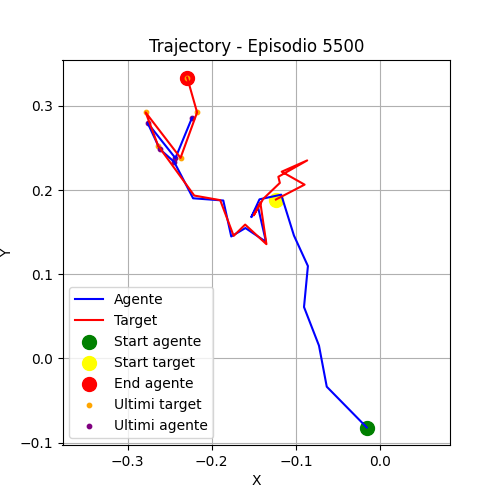 Trajectory - Episodio 5500
Y
0.3
0.2
0.1
0.0
−0.1
Agente
Target
Start agente
Start target
End agente
Ultimi target
Ultimi agente
−0.3
−0.2
−0.1
0.0
X